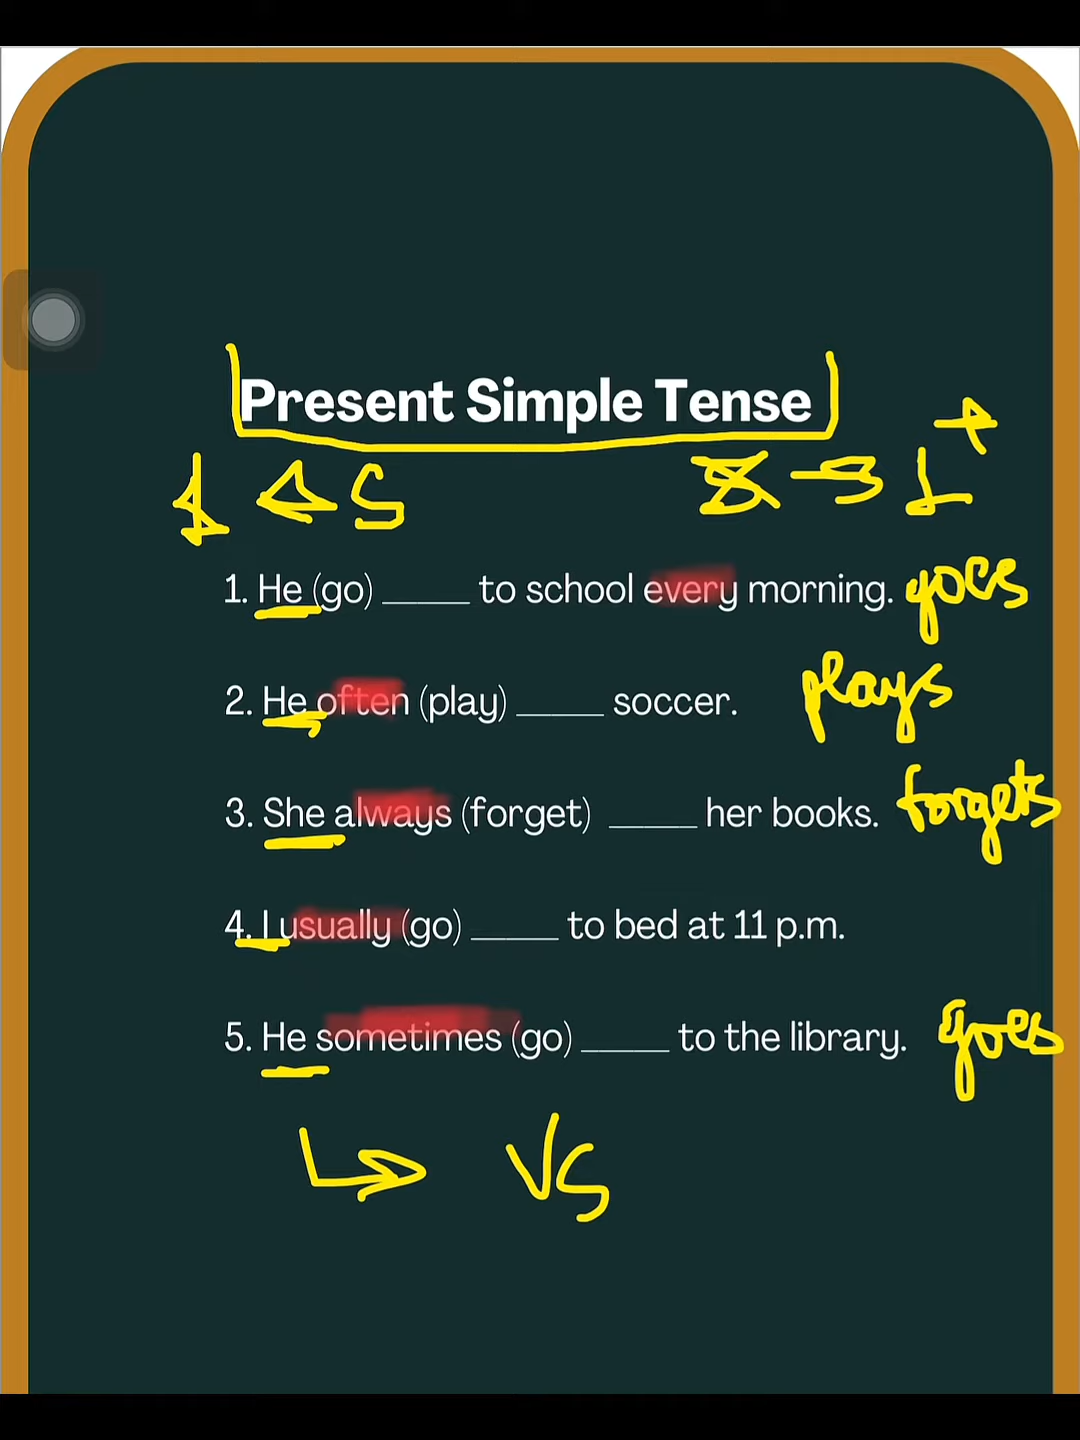 Present Simple Tense
S
1. He (go) _____ to school every morning. goes
2. He often (play) _____ soccer. plays
3. She always (forget) _____ her books. forgets
4. I usually (go) _____ to bed at 11 p.m.
5. He sometimes (go) _____ to the library. goes
VS